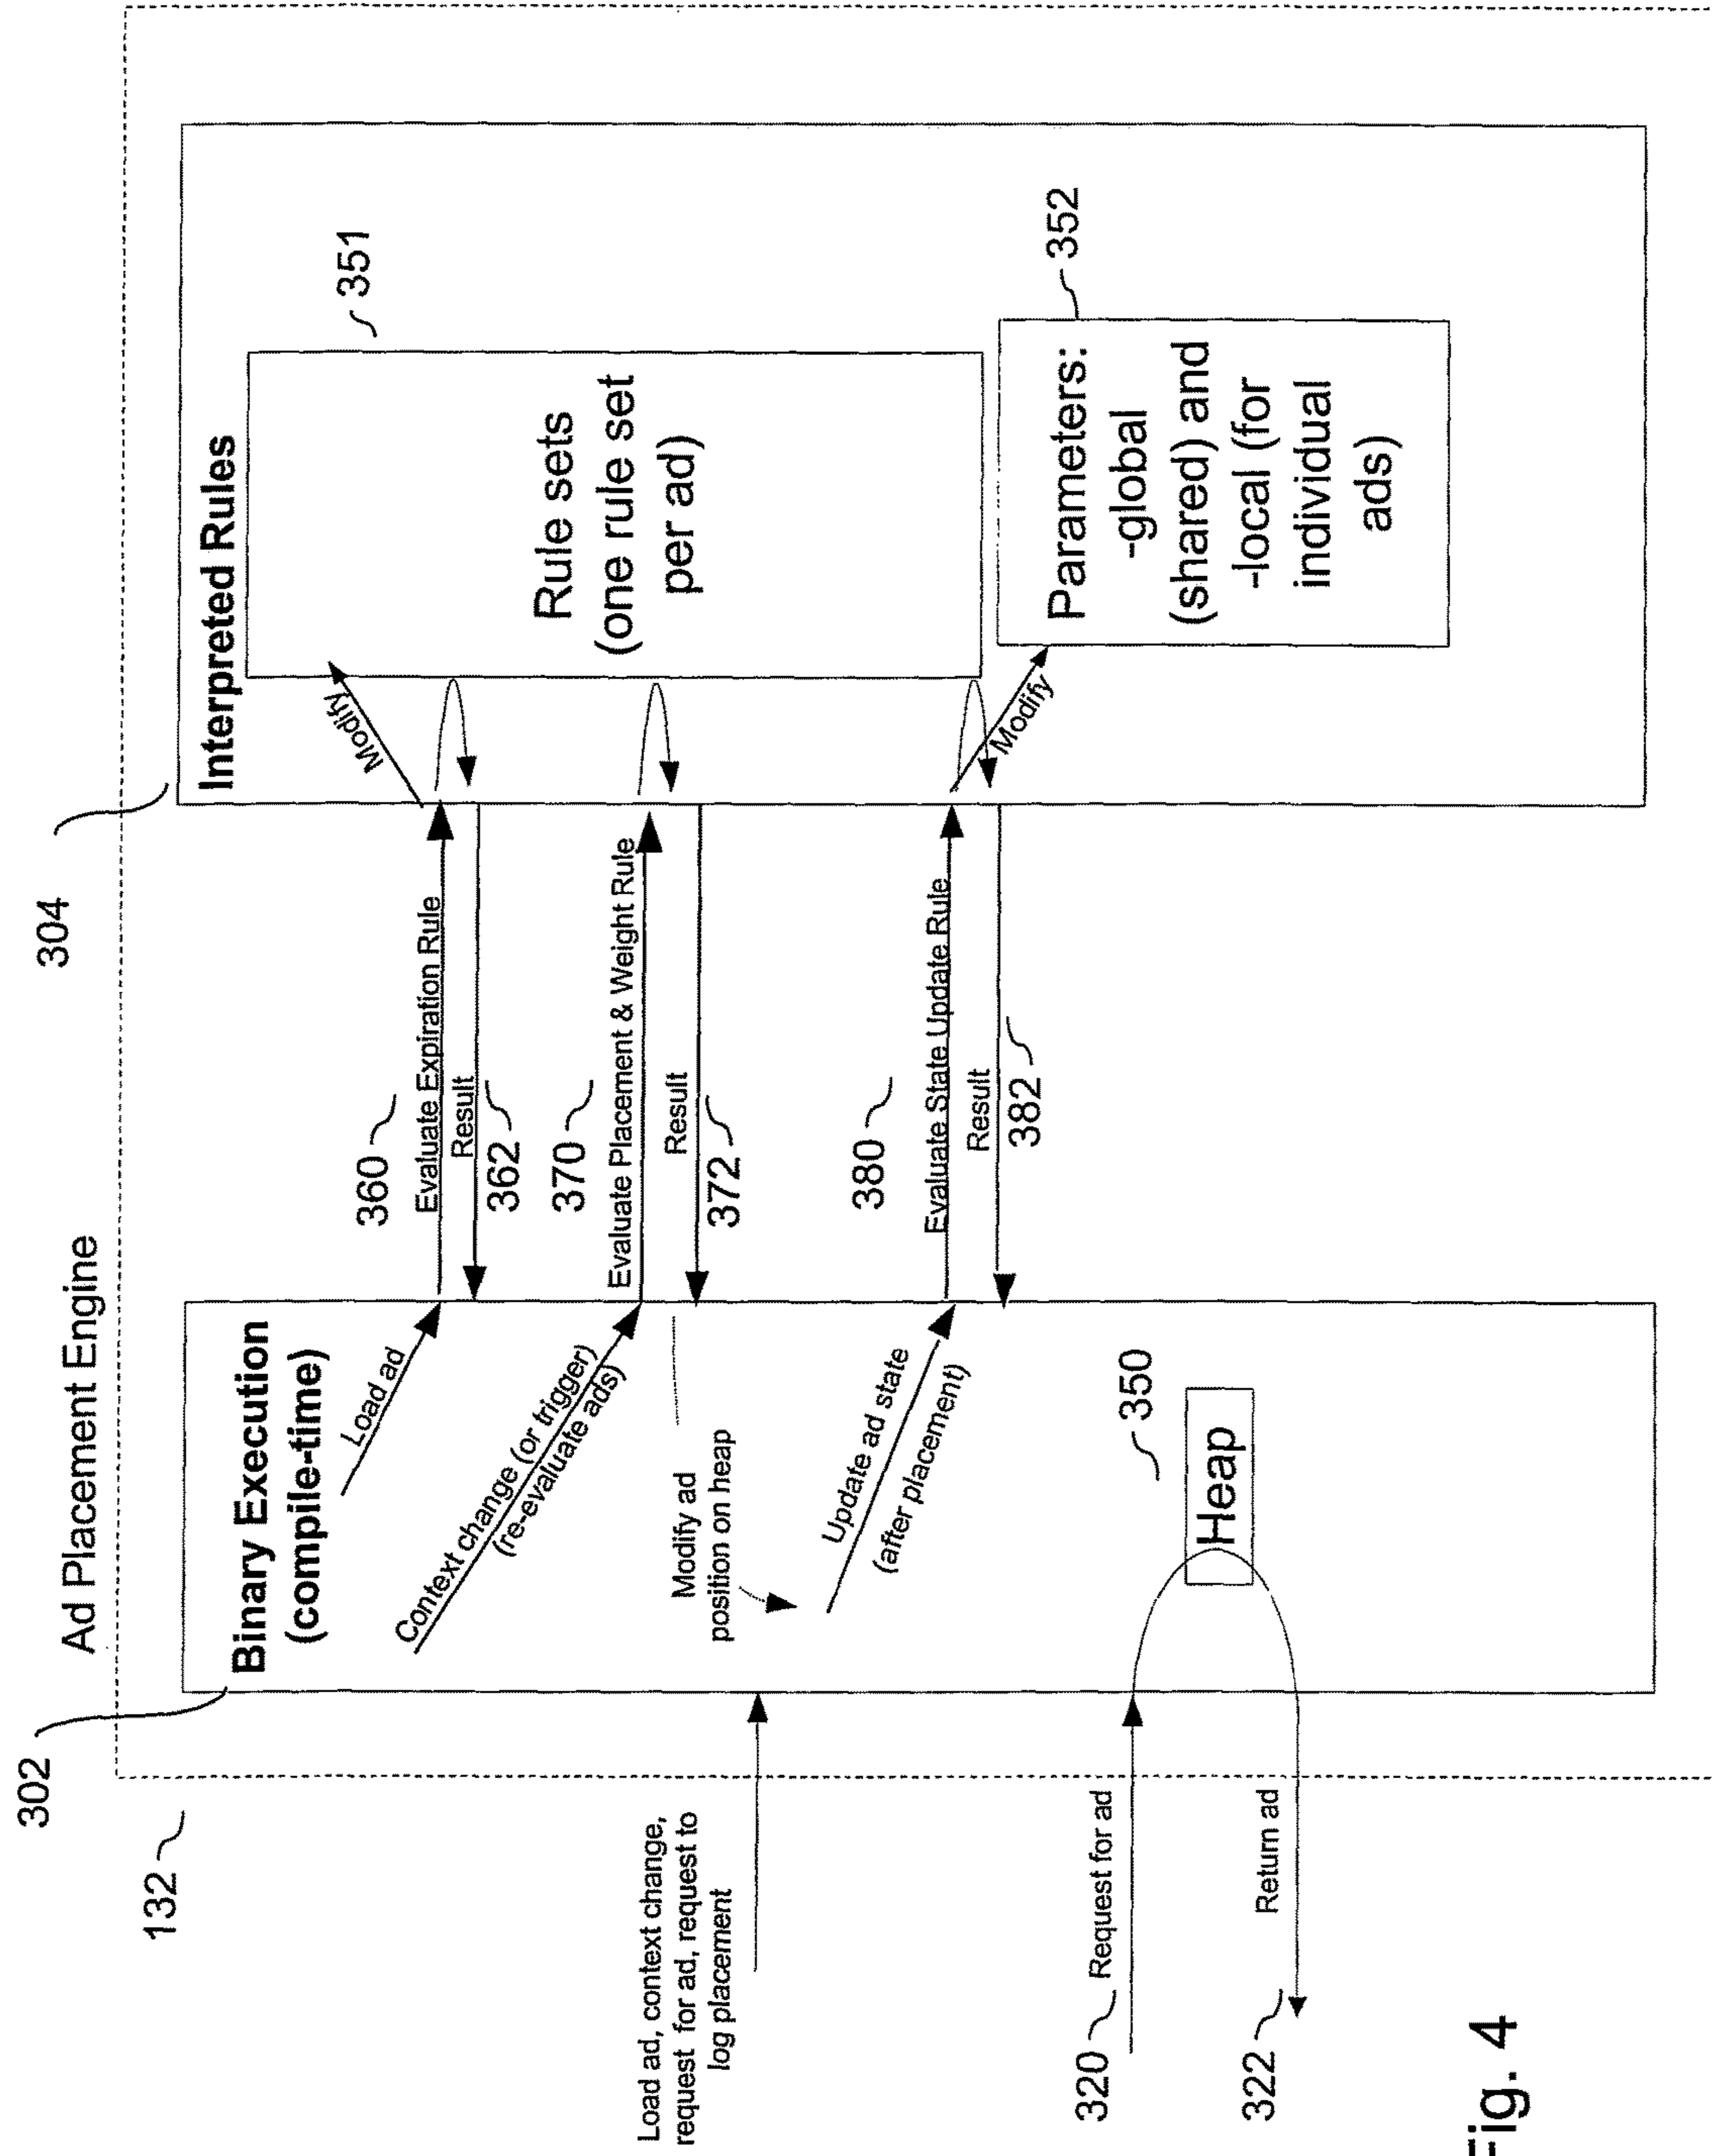 Ad Placement Engine
132
302
304
Binary Execution
(compile-time)
Load ad
Context change (or trigger)
(re-evaluate ads)
Modify ad
position on heap
Update ad state
(after placement)
350
Heap
Load ad, context change,
request for ad, request to
log placement
320
Request for ad
322
Return ad
360
Evaluate Expiration Rule
Result
362
370
Evaluate Placement & Weight Rule
Result
372
380
Evaluate State Update Rule
Result
382
Interpreted Rules
Modify
351
Rule sets
(one rule set
per ad)
Modify
352
Parameters:
-global
(shared) and
-local (for
individual
ads)
Fig. 4